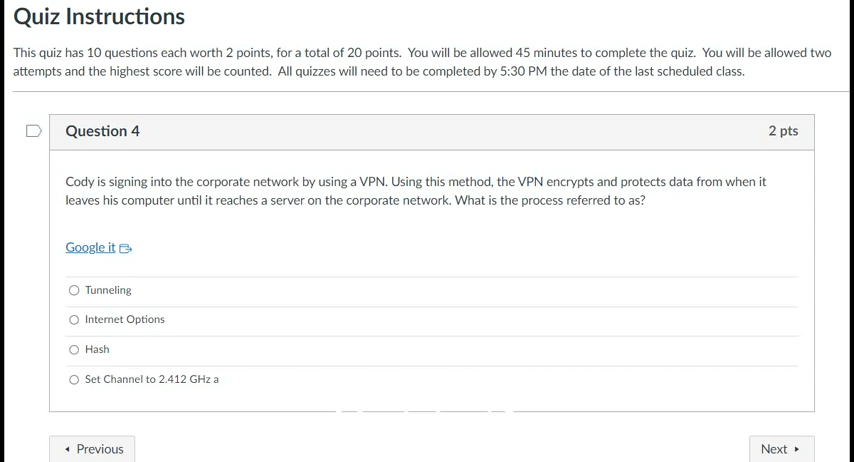 Quiz Instructions
This quiz has 10 questions each worth 2 points, for a total of 20 points. You will be allowed 45 minutes to complete the quiz. You will be allowed two
attempts and the highest score will be counted. All quizzes will need to be completed by 5:30 PM the date of the last scheduled class.
Question 4 2 pts
Cody is signing into the corporate network by using a VPN. Using this method, the VPN encrypts and protects data from when it
leaves his computer until it reaches a server on the corporate network. What is the process referred to as?
Google it
Tunneling
Internet Options
Hash
Set Channel to 2.412 GHz a
Previous Next